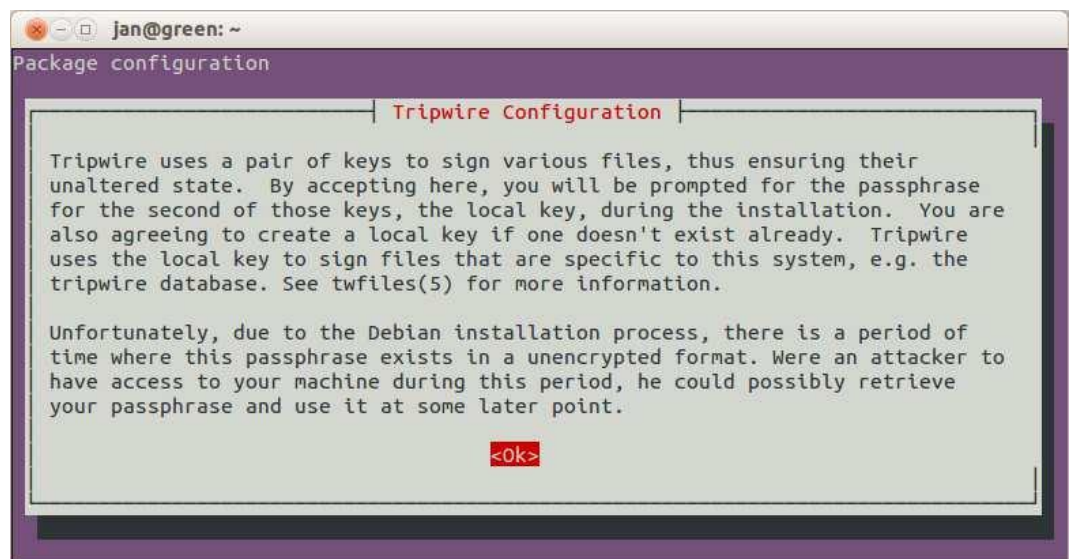 jan@green: ~
Package configuration
Tripwire Configuration
Tripwire uses a pair of keys to sign various files, thus ensuring their
unaltered state.  By accepting here, you will be prompted for the passphrase
for the second of those keys, the local key, during the installation.  You are
also agreeing to create a local key if one doesn't exist already.  Tripwire
uses the local key to sign files that are specific to this system, e.g. the
tripwire database. See twfiles(5) for more information.
Unfortunately, due to the Debian installation process, there is a period of
time where this passphrase exists in a unencrypted format. Were an attacker to
have access to your machine during this period, he could possibly retrieve
your passphrase and use it at some later point.
<Ok>